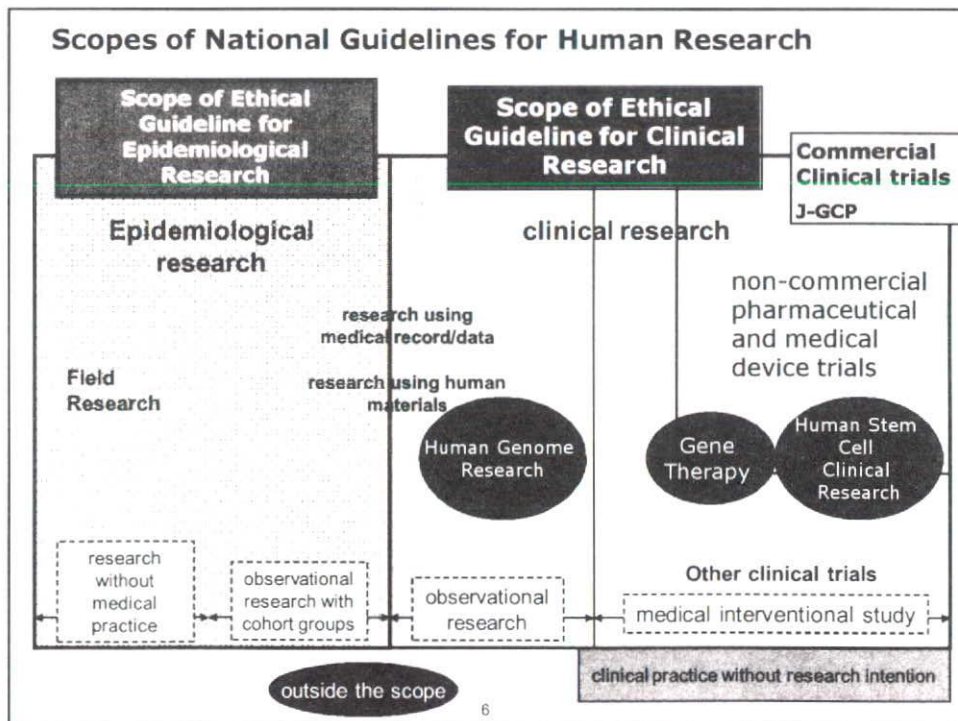 Scopes of National Guidelines for Human Research
Scope of Ethical
Guideline for
Epidemiological
Research
Scope of Ethical
Guideline for Clinical
Research
Commercial
Clinical trials
J-GCP
Epidemiological
research
clinical research
non-commercial
pharmaceutical
and medical
device trials
research using
medical record/data
Field
Research
research using human
materials
Human Genome
Research
Gene
Therapy
Human Stem
Cell
Clinical
Research
research
without
medical
practice
observational
research with
cohort groups
observational
research
Other clinical trials
medical interventional study
outside the scope
clinical practice without research intention
6